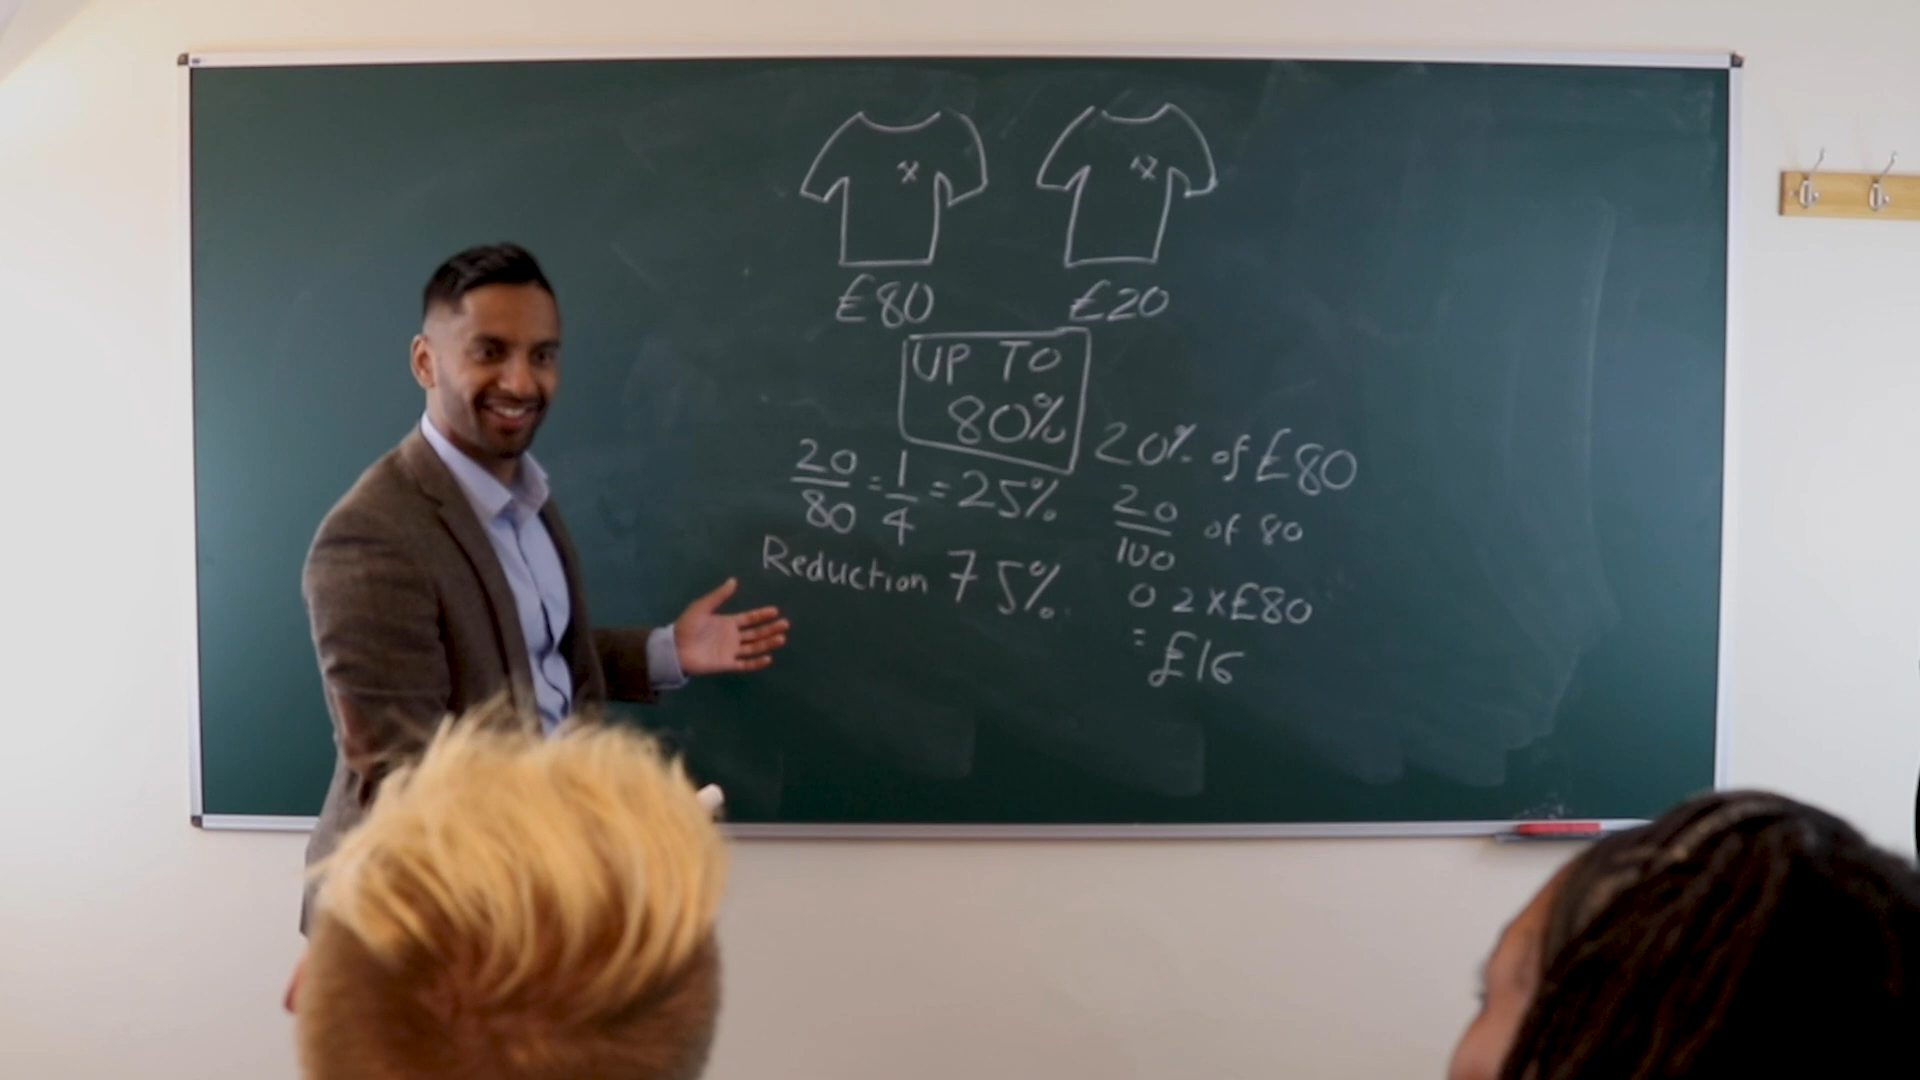 £80 £20
UP TO
80%
20/80 = 1/4 = 25%
Reduction 75%
20% of £80
20/100 of 80
0 2 x £80
= £16